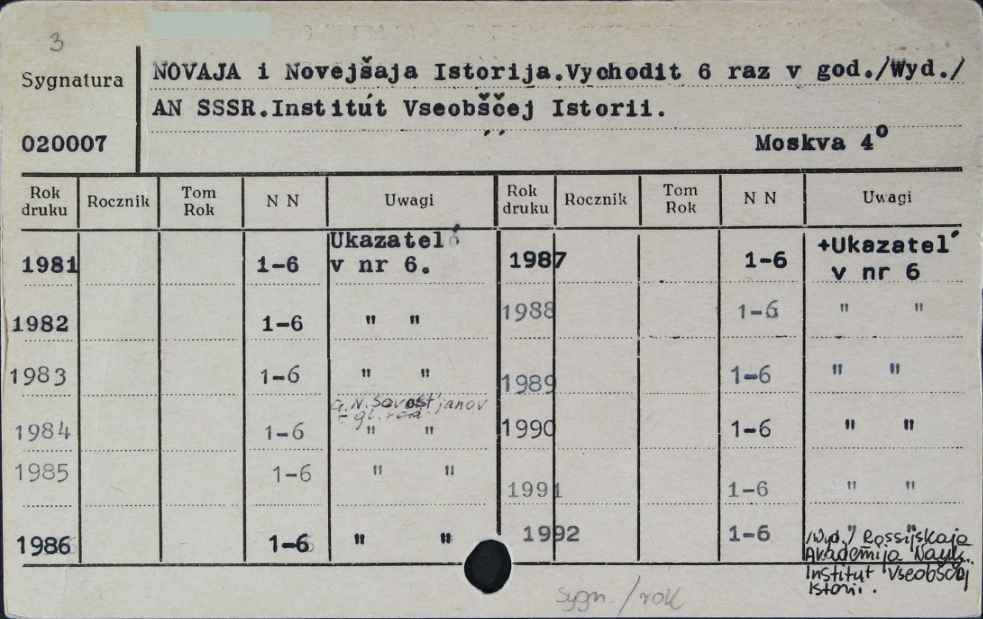 3
Sygnatura
NOVAJA i Novejšaja Istorija.Vychodit 6 raz v god./Wyd./
AN SSSR.Institut Vseobščej Istorii.
020007
Moskva 4°
Rok druku Rocznik Tom Rok N N Uwagi Rok druku Rocznik Tom Rok N N Uwagi
1981 1-6 Ukazatel´ v nr 6. 1987 1-6 +Ukazatel´ v nr 6
1982 1-6 " " 1988 1-6 " "
1983 1-6 " " 1989 1-6 " "
G.N. Sevost'janov
- gl. red.
1984 1-6 " " 1990 1-6 " "
1985 1-6 " " 1991 1-6 " "
1986 1-6 " " 1992 1-6 " "
/Wyd./ Rossijskaja
Akademija Nauk.
Institut Vseobščej
Istorii.
sygn. / rok